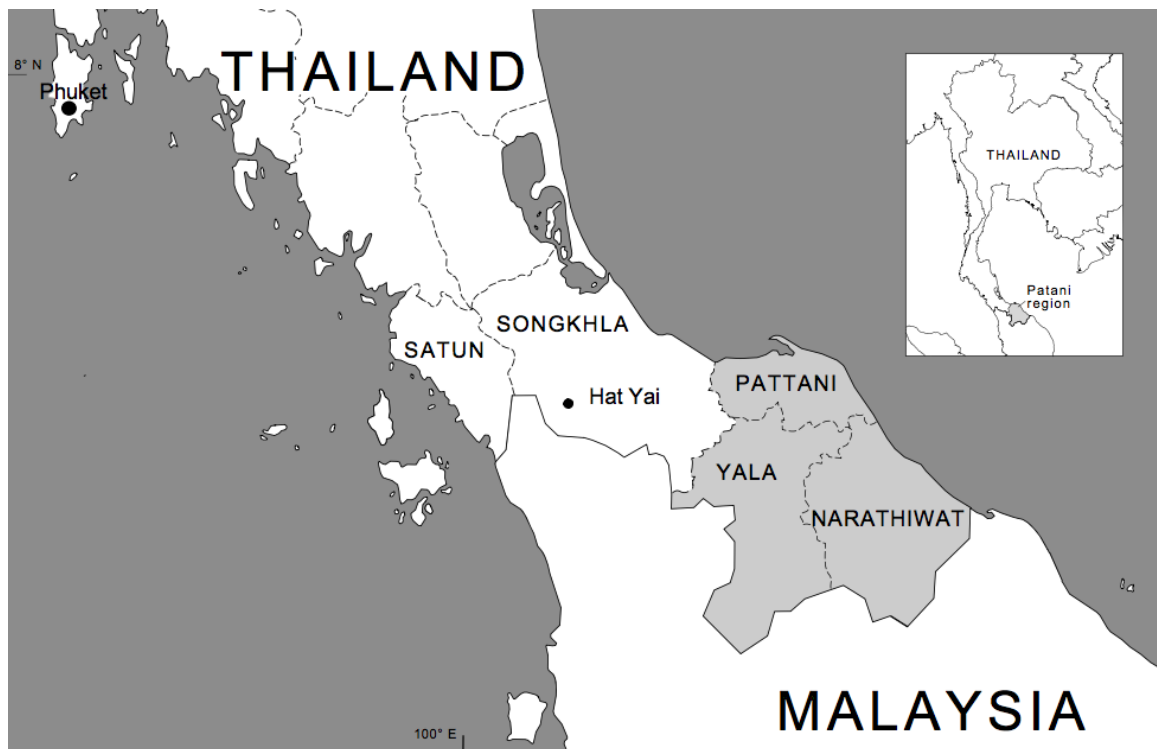 THAILAND
8° N
Phuket
THAILAND
Patani
region
SONGKHLA
SATUN
PATTANI
Hat Yai
YALA
NARATHIWAT
MALAYSIA
100° E